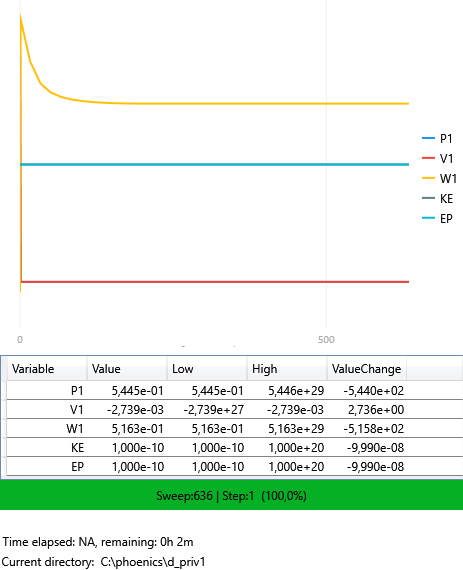 P1
V1
W1
KE
EP
0 500
Variable Value Low High ValueChange
P1 5,445e-01 5,445e-01 5,446e+29 -5,440e+02
V1 -2,739e-03 -2,739e+27 -2,739e-03 2,736e+00
W1 5,163e-01 5,163e-01 5,163e+29 -5,158e+02
KE 1,000e-10 1,000e-10 1,000e+20 -9,990e-08
EP 1,000e-10 1,000e-10 1,000e+20 -9,990e-08
Sweep:636 | Step:1 (100,0%)
Time elapsed: NA, remaining: 0h 2m
Current directory: C:\phoenics\d_priv1